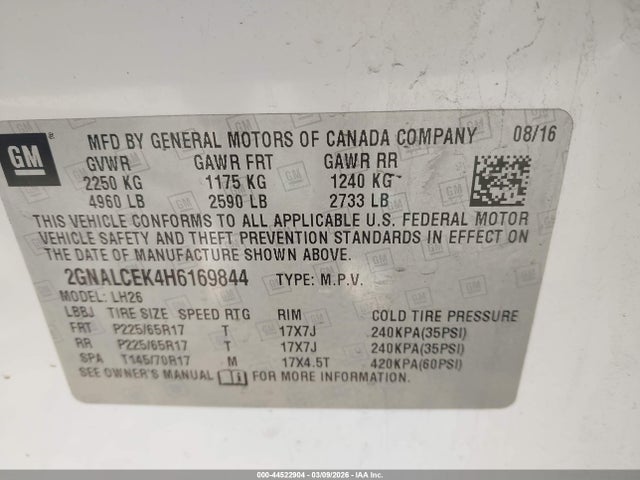 GM
MFD BY GENERAL MOTORS OF CANADA COMPANY 08/16
GVWR GAWR FRT GAWR RR
2250 KG 1175 KG 1240 KG
4960 LB 2590 LB 2733 LB
THIS VEHICLE CONFORMS TO ALL APPLICABLE U.S. FEDERAL MOTOR
VEHICLE SAFETY AND THEFT PREVENTION STANDARDS IN EFFECT ON
THE DATE OF MANUFACTURE SHOWN ABOVE.
2GNALCEK4H6169844 TYPE: M.P.V.
MODEL: LH26
LBBJ TIRE SIZE SPEED RTG RIM COLD TIRE PRESSURE
FRT P225/65R17 T 17X7J 240KPA(35PSI)
RR P225/65R17 T 17X7J 240KPA(35PSI)
SPA T145/70R17 M 17X4.5T 420KPA(60PSI)
SEE OWNER'S MANUAL FOR MORE INFORMATION.
000-44522904 - 03/09/2026 - IAA Corp.